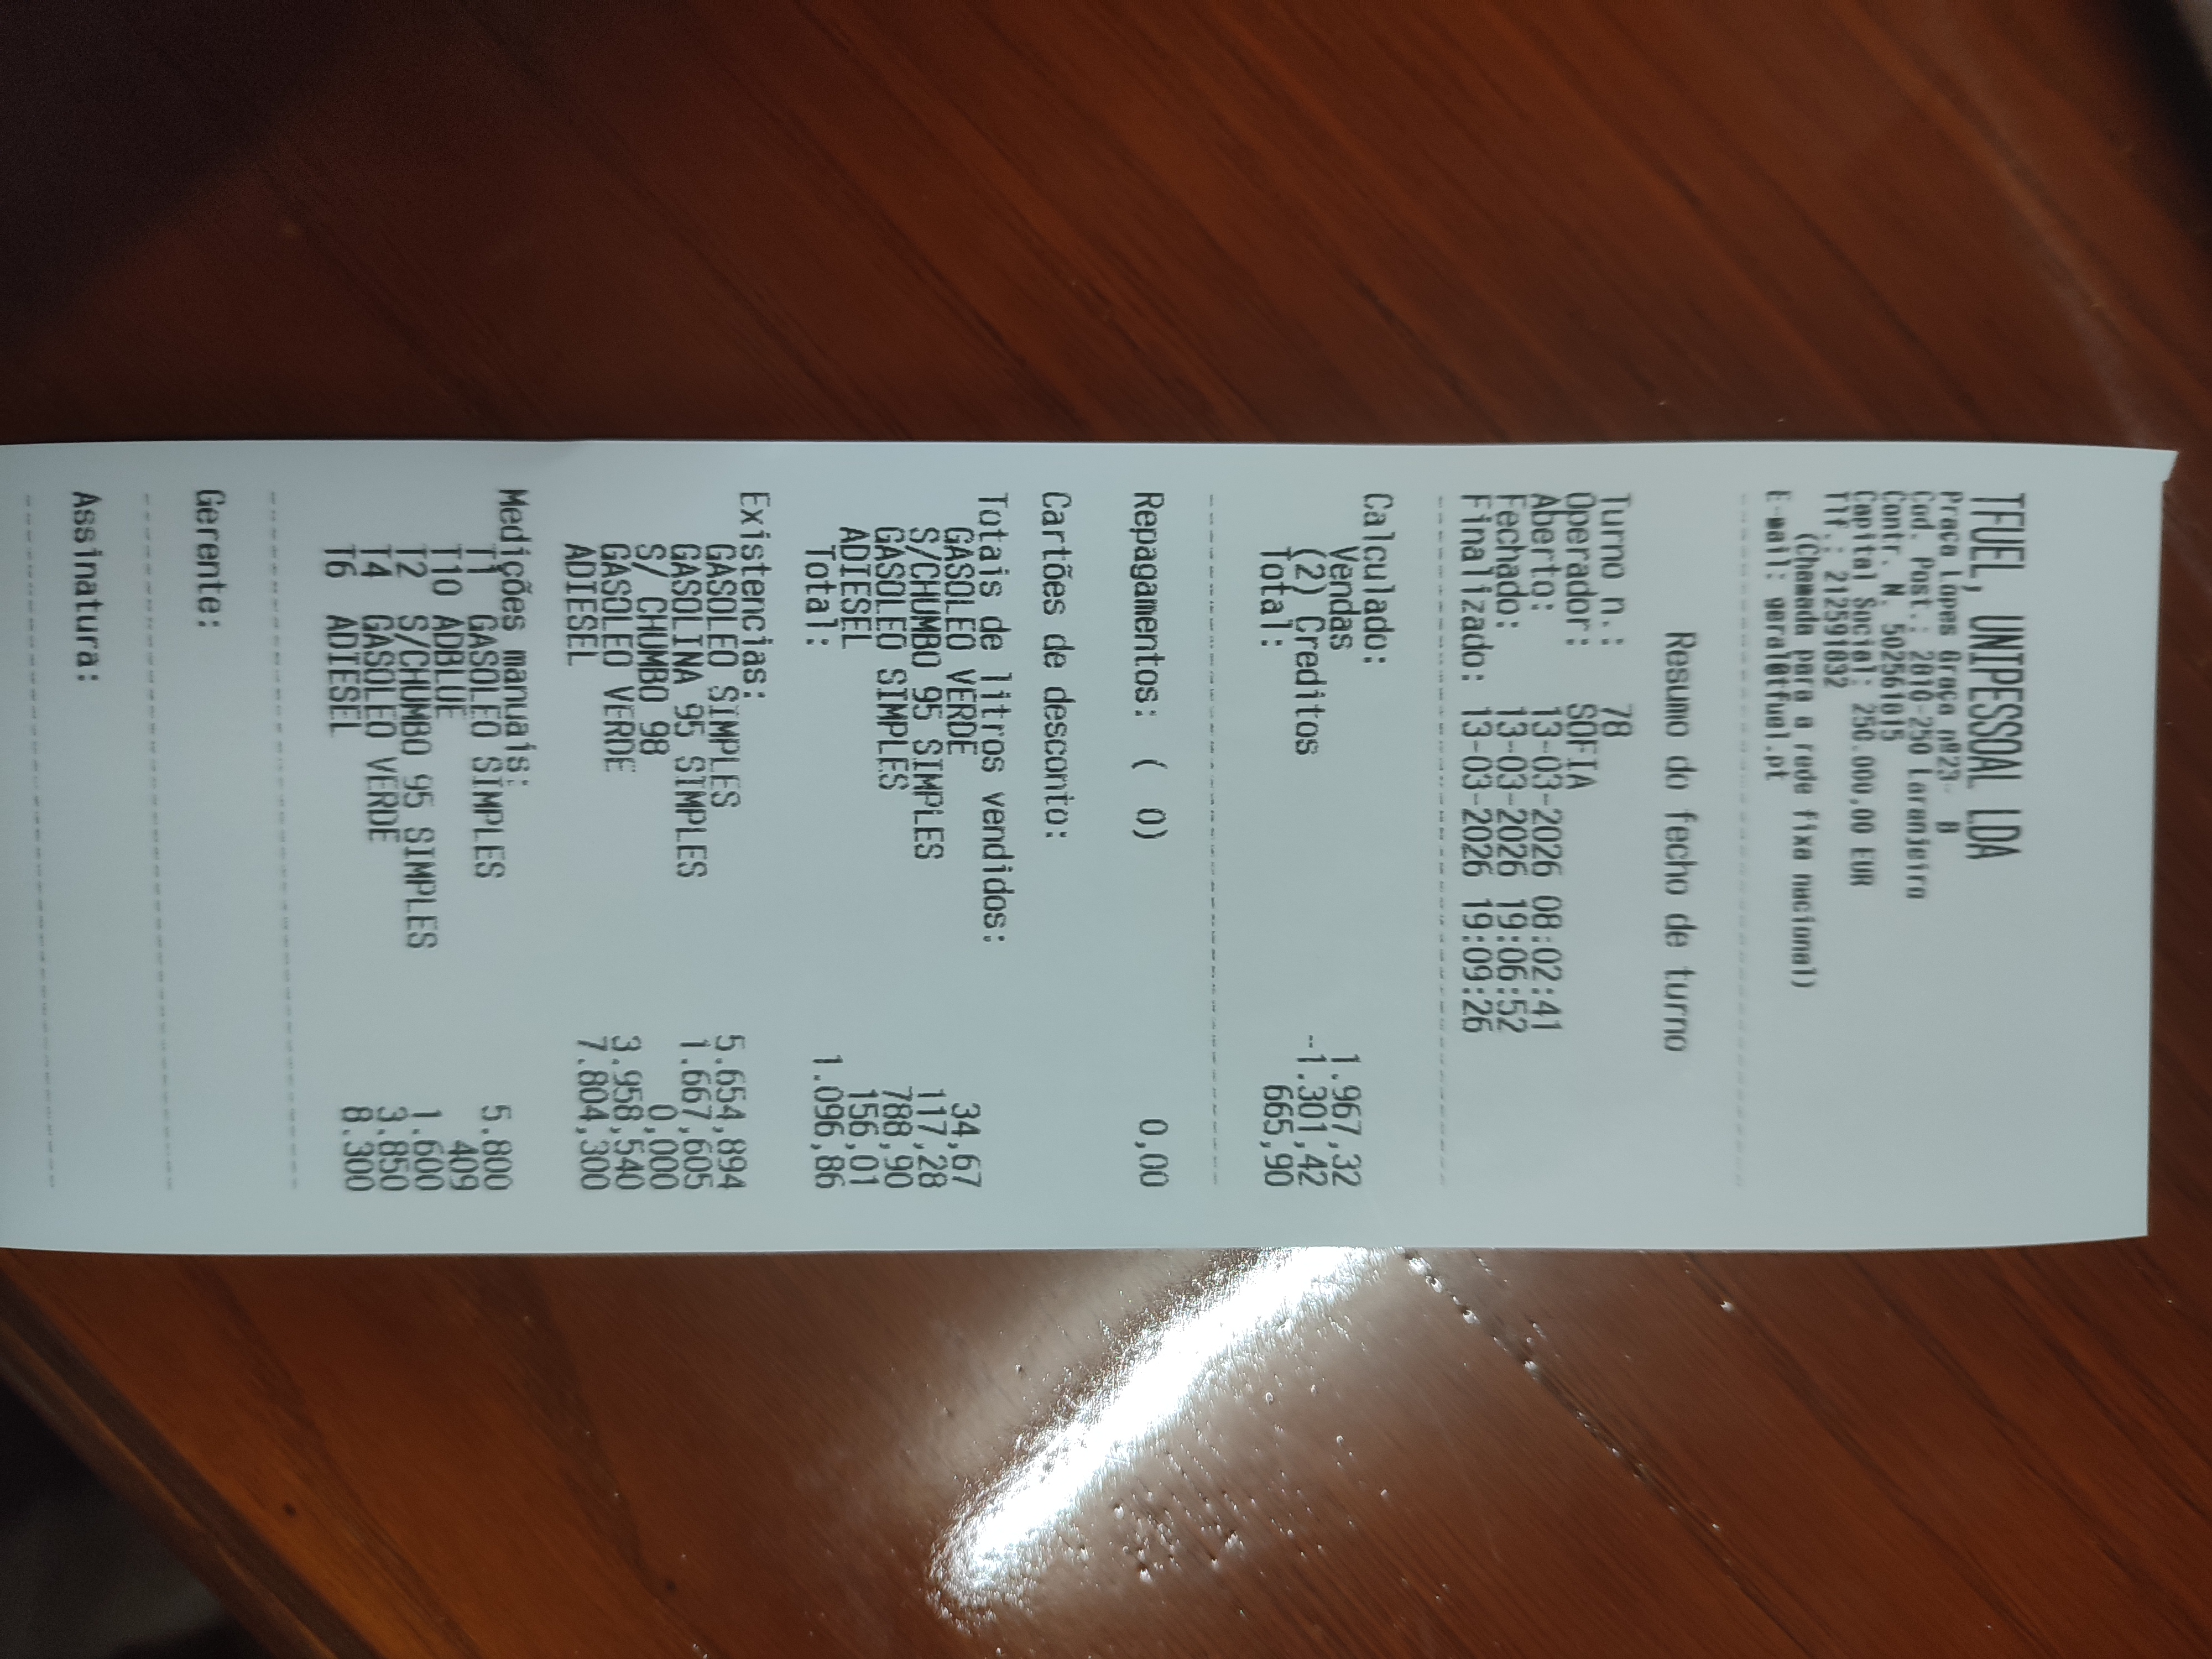 TFUEL, UNIPESSOAL LDA
Praça Lopes Graça nº23- B
Cod. Post.: 2810-250 Laranjeiro
Contr. N. 502561015
Capital Social: 250.000,00 EUR
Tlf.: 212591032
(Chamada para a rede fixa nacional)
E-mail: geral@tfuel.pt
Resumo do fecho de turno
Turno n.: 78
Operador: SOFIA
Aberto: 13-03-2026 08:02:41
Fechado: 13-03-2026 19:06:52
Finalizado: 13-03-2026 19:09:26
Calculado:
Vendas 1.967,32
(2) Creditos -1.301,42
Total: 665,90
Repagamentos: ( 0) 0,00
Cartões de desconto:
Totais de litros vendidos:
GASOLEO VERDE 34,67
S/CHUMBO 95 SIMPLES 117,28
GASOLEO SIMPLES 788,90
ADIESEL 156,01
Total: 1.096,86
Existencias:
GASOLEO SIMPLES 5.654,894
GASOLINA 95 SIMPLES 1.667,605
S/ CHUMBO 98 0,000
GASOLEO VERDE 3.958,540
ADIESEL 7.804,300
Medições manuais:
T1 GASOLEO SIMPLES 5.800
T10 ADBLUE 409
T2 S/CHUMBO 95 SIMPLES 1.600
T4 GASOLEO VERDE 3.850
T6 ADIESEL 8.300
Gerente:
Assinatura: